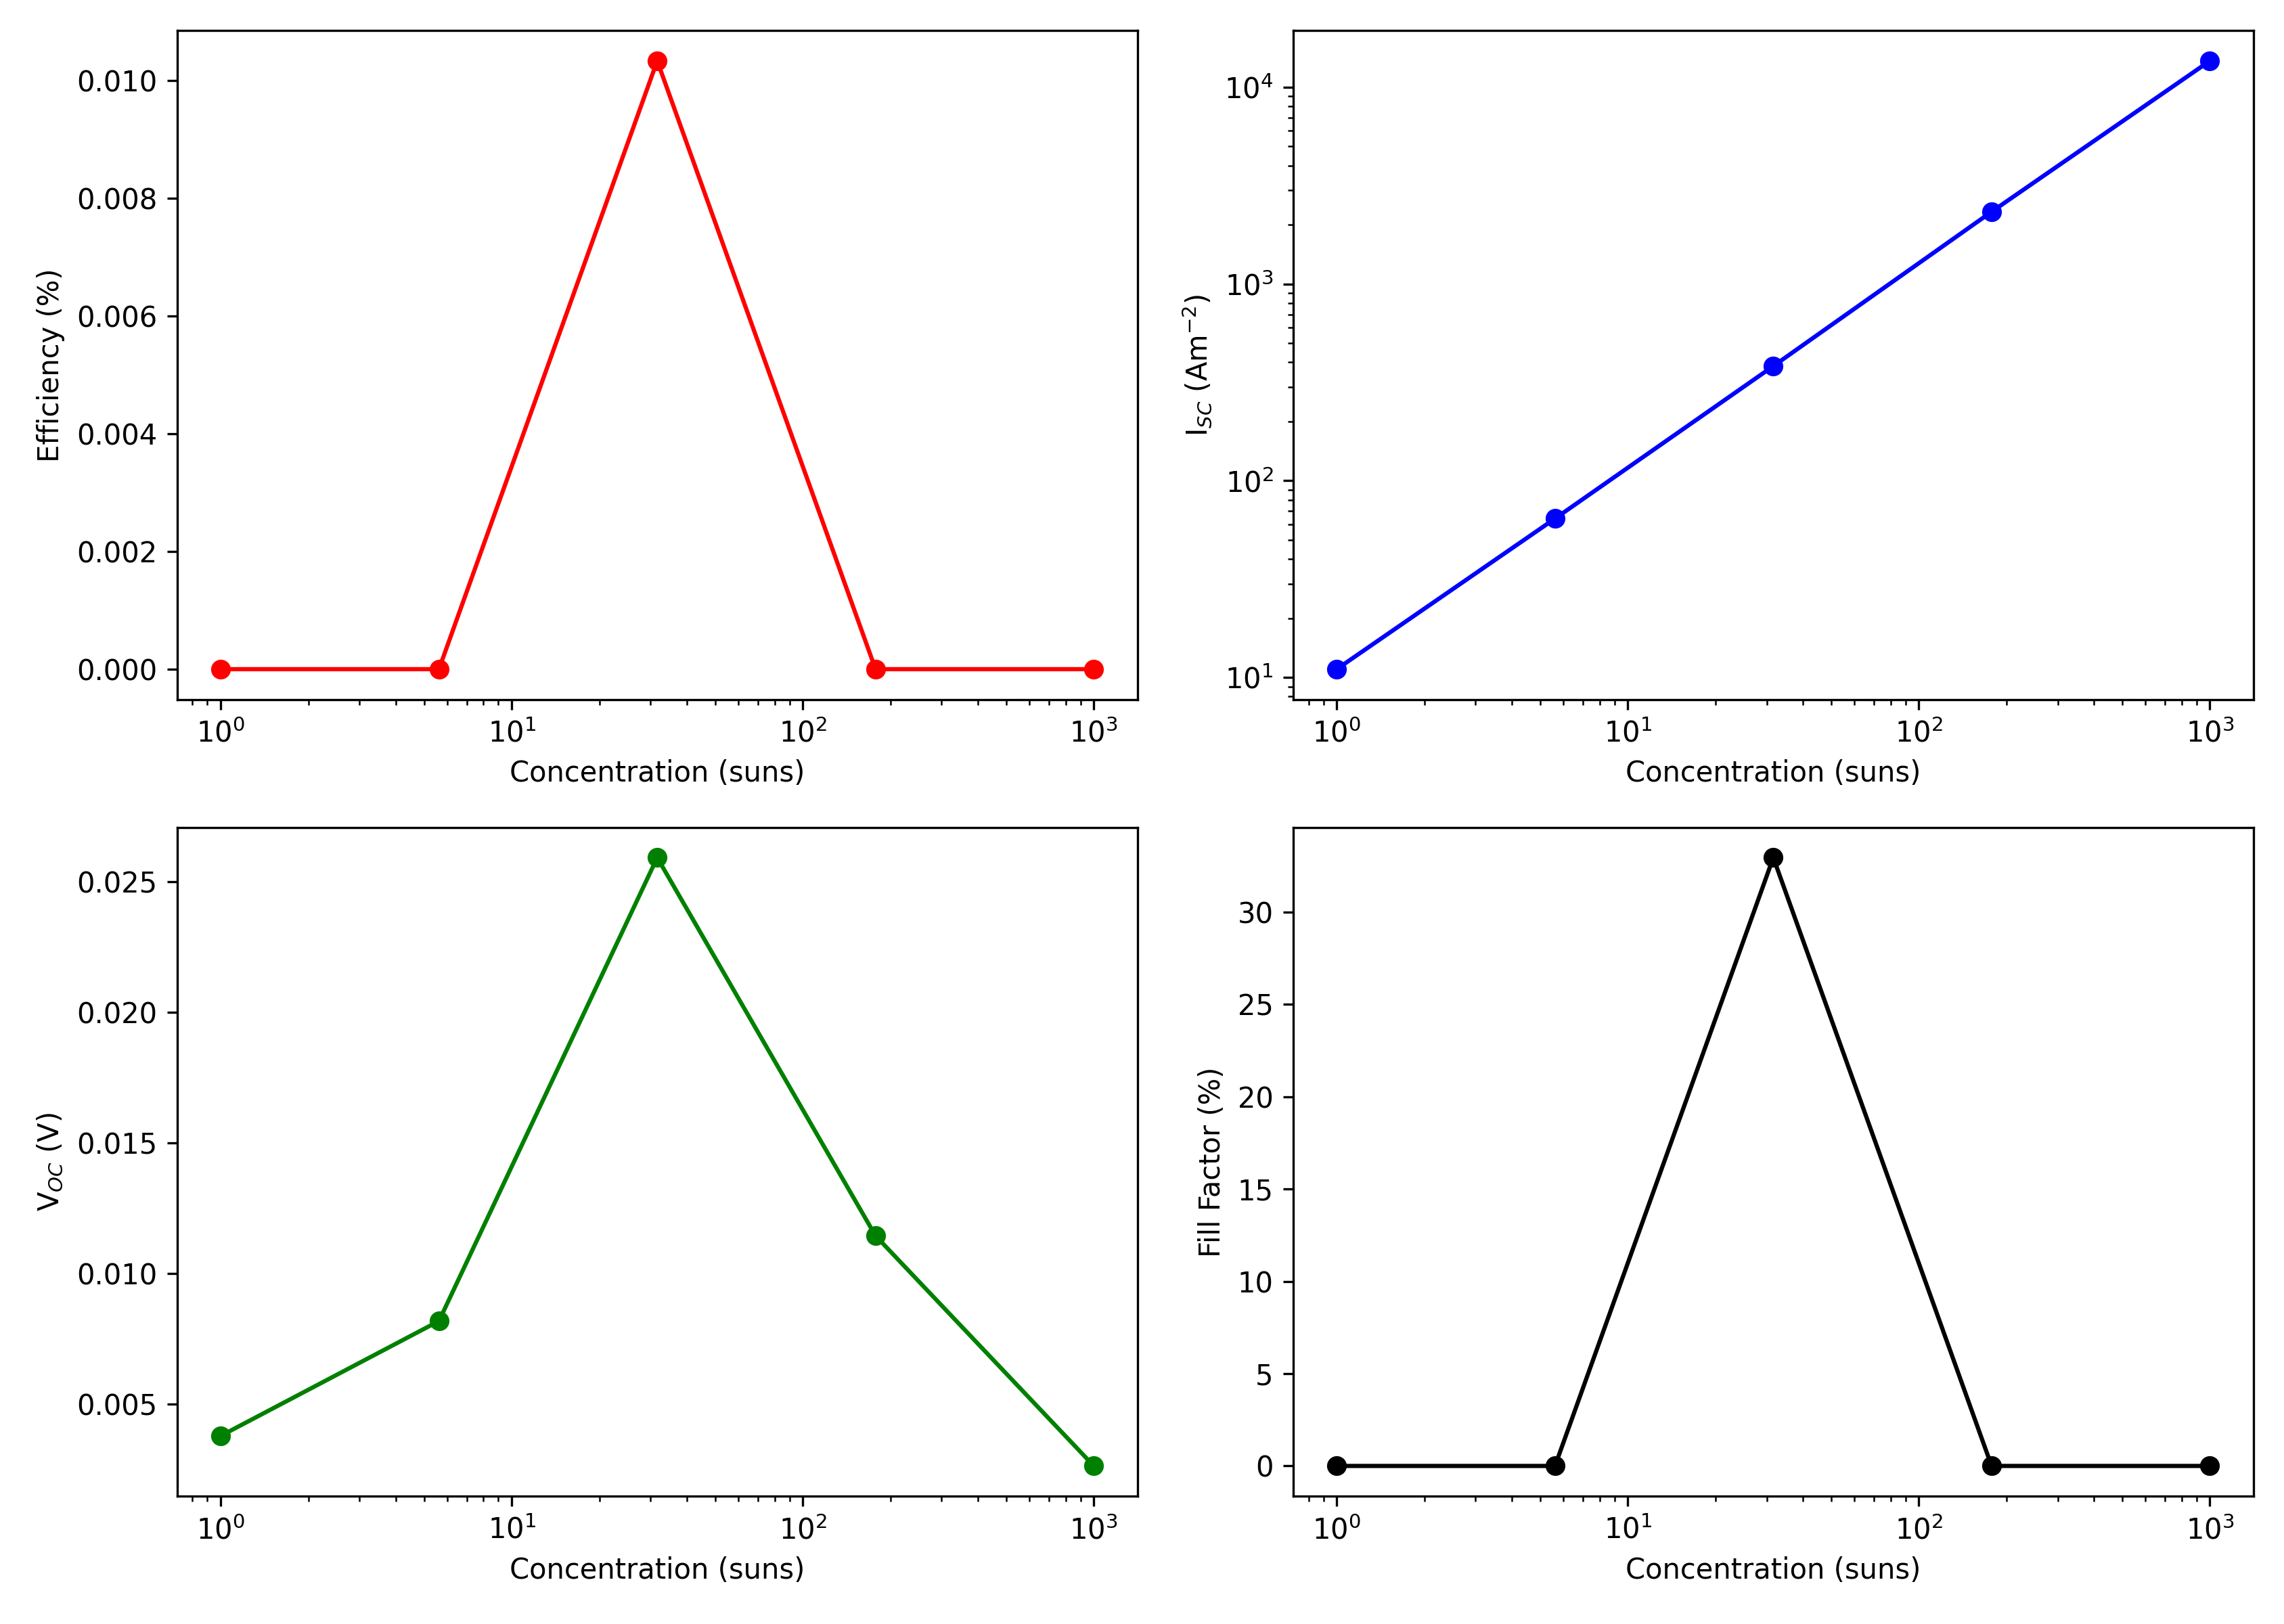 0.010
0.008
0.006
0.004
0.002
0.000
Efficiency (%)
10⁰ 10¹ 10² 10³
Concentration (suns)
10⁴
10³
10²
10¹
I_SC (Am⁻²)
10⁰ 10¹ 10² 10³
Concentration (suns)
0.025
0.020
0.015
0.010
0.005
V_OC (V)
10⁰ 10¹ 10² 10³
Concentration (suns)
30
25
20
15
10
5
0
Fill Factor (%)
10⁰ 10¹ 10² 10³
Concentration (suns)